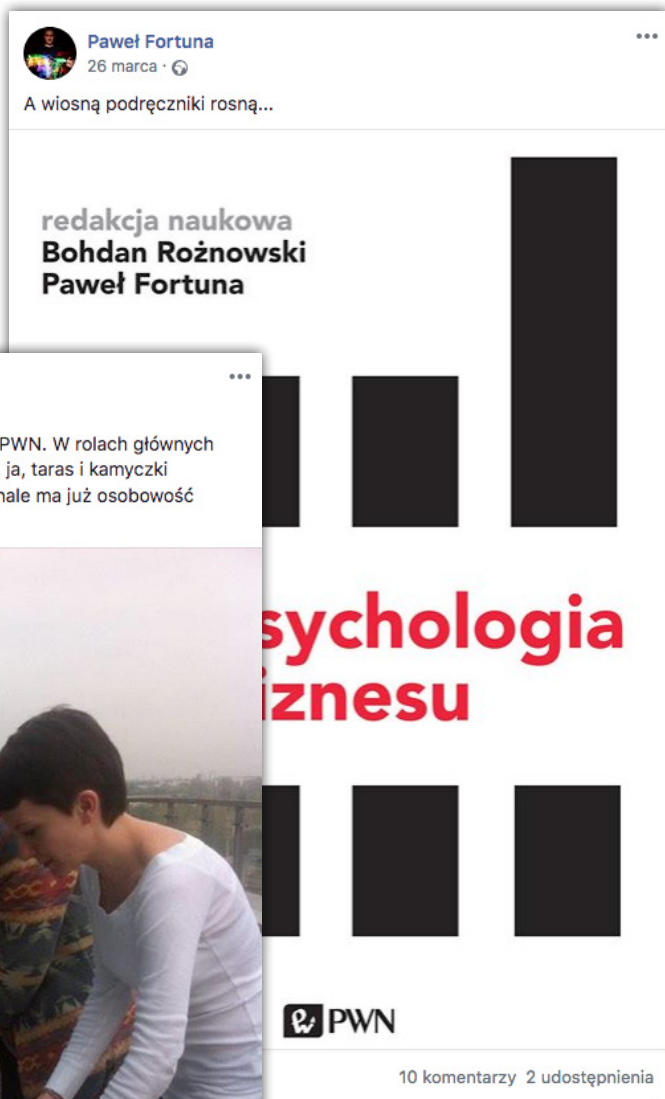 Paweł Fortuna
26 marca
A wiosną podręczniki rosną...
redakcja naukowa
Bohdan Rożnowski
Paweł Fortuna
PWN. W rolach głównych
ja, taras i kamyczki
ale ma już osobowość
sychologia
iznesu
PWN
10 komentarzy 2 udostępnienia